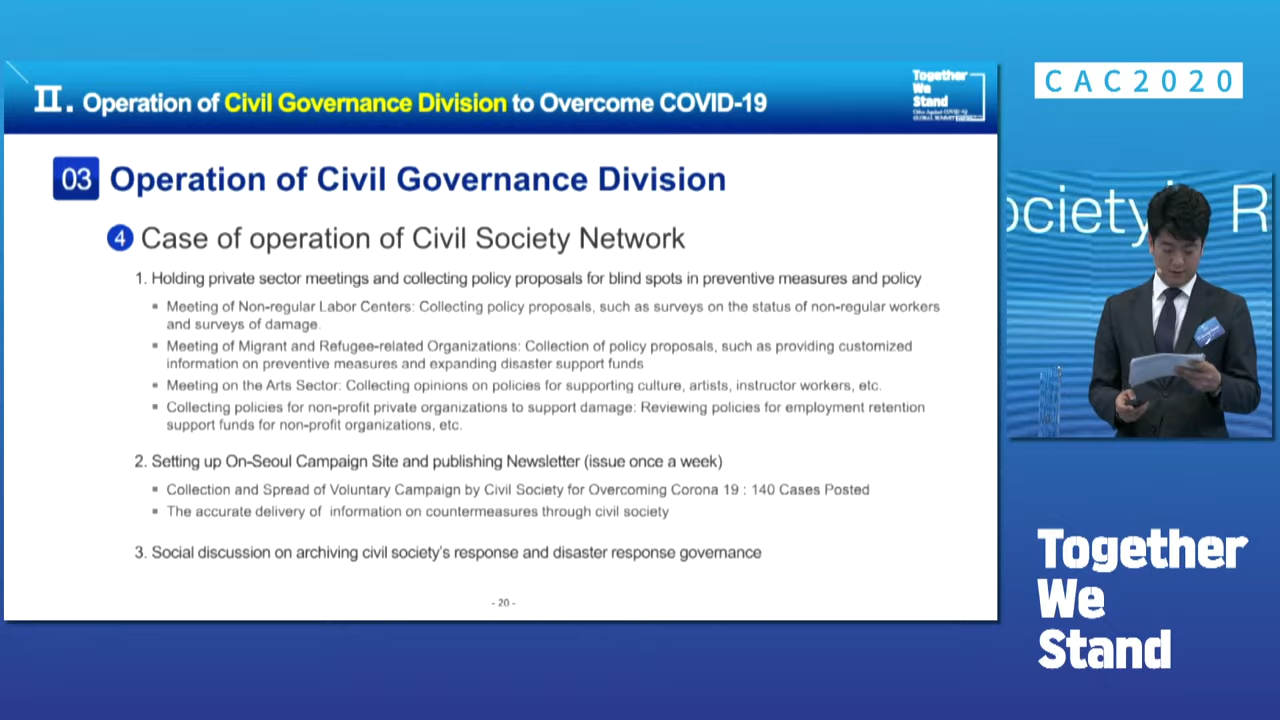 II. Operation of Civil Governance Division to Overcome COVID-19
Together
We
Stand
CAC2020
03 Operation of Civil Governance Division
4 Case of operation of Civil Society Network
1. Holding private sector meetings and collecting policy proposals for blind spots in preventive measures and policy
▪ Meeting of Non-regular Labor Centers: Collecting policy proposals, such as surveys on the status of non-regular workers
and surveys of damage.
▪ Meeting of Migrant and Refugee-related Organizations: Collection of policy proposals, such as providing customized
information on preventive measures and expanding disaster support funds
▪ Meeting on the Arts Sector: Collecting opinions on policies for supporting culture, artists, instructor workers, etc.
▪ Collecting policies for non-profit private organizations to support damage: Reviewing policies for employment retention
support funds for non-profit organizations, etc.
2. Setting up On-Seoul Campaign Site and publishing Newsletter (issue once a week)
▪ Collection and Spread of Voluntary Campaign by Civil Society for Overcoming Corona 19 : 140 Cases Posted
▪ The accurate delivery of information on countermeasures through civil society
3. Social discussion on archiving civil society's response and disaster response governance
- 20 -
ociety R
Together
We
Stand